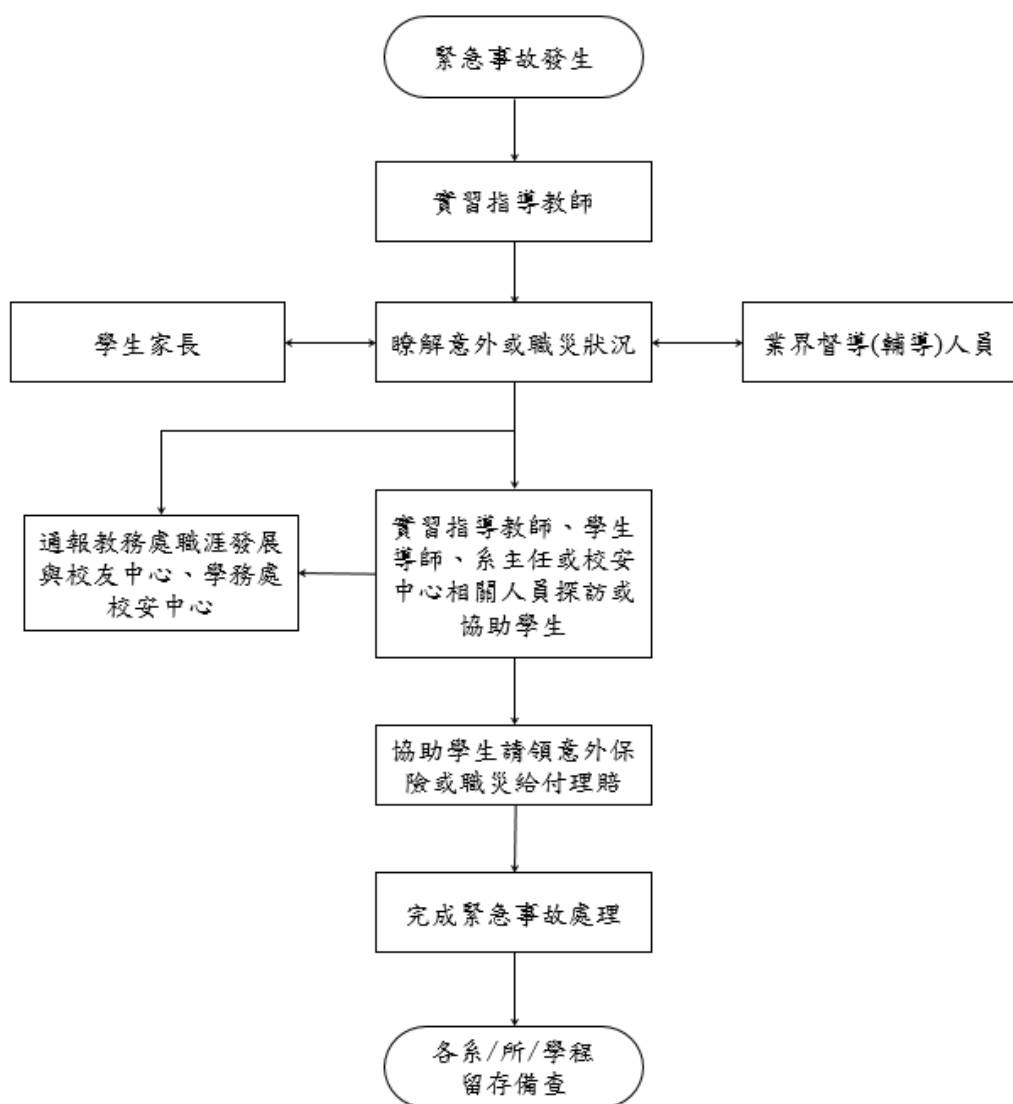 緊急事故發生
實習指導教師
學生家長
瞭解意外或職災狀況
業界督導(輔導)人員
通報教務處職涯發展
與校友中心、學務處
校安中心
實習指導教師、學生
導師、系主任或校安
中心相關人員探訪或
協助學生
協助學生請領意外保
險或職災給付理賠
完成緊急事故處理
各系/所/學程
留存備查